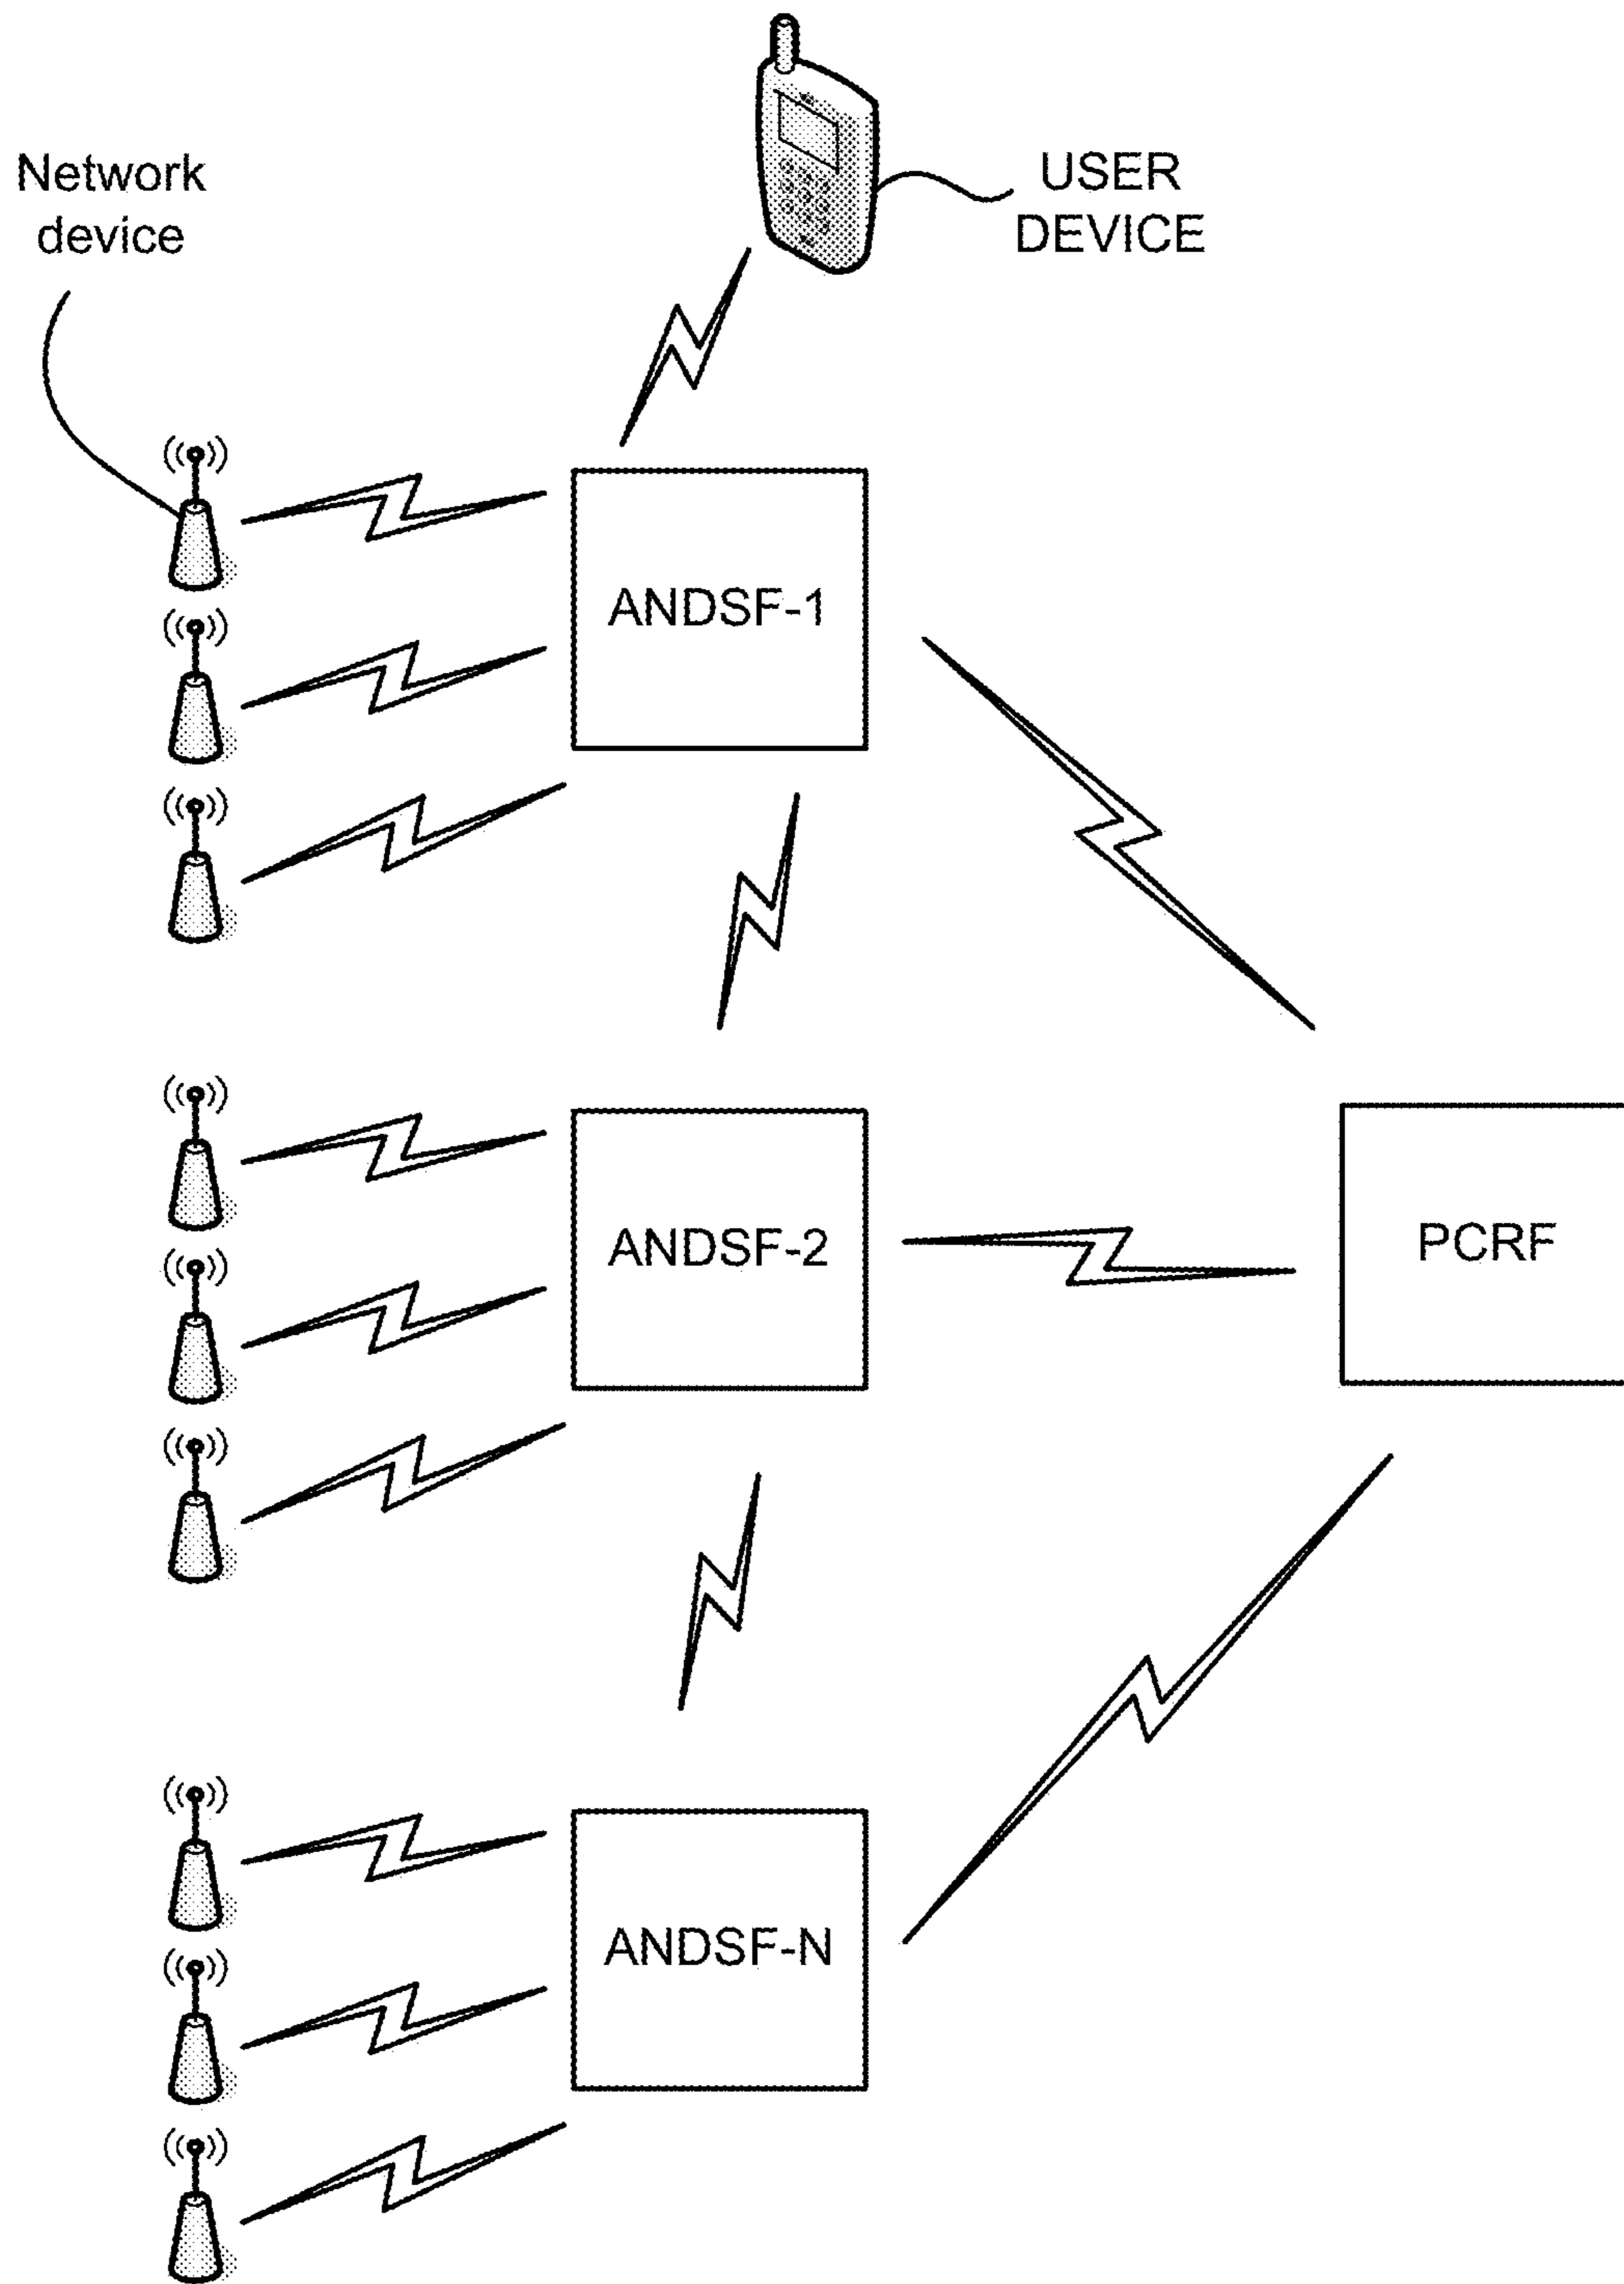 Network
device
USER
DEVICE
ANDSF-1
ANDSF-2
PCRF
ANDSF-N